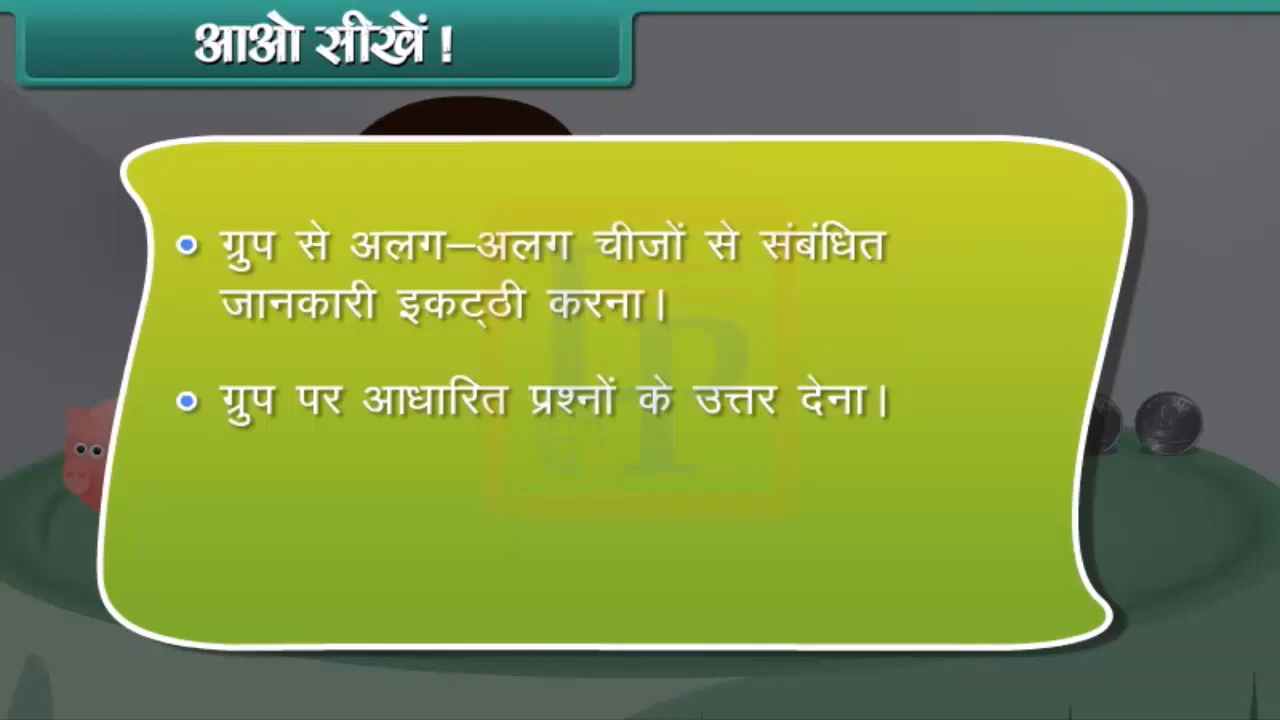 आओ सीखें!
ग्रुप से अलग–अलग चीजों से संबंधित
जानकारी इकट्ठी करना।
ग्रुप पर आधारित प्रश्नों के उत्तर देना।